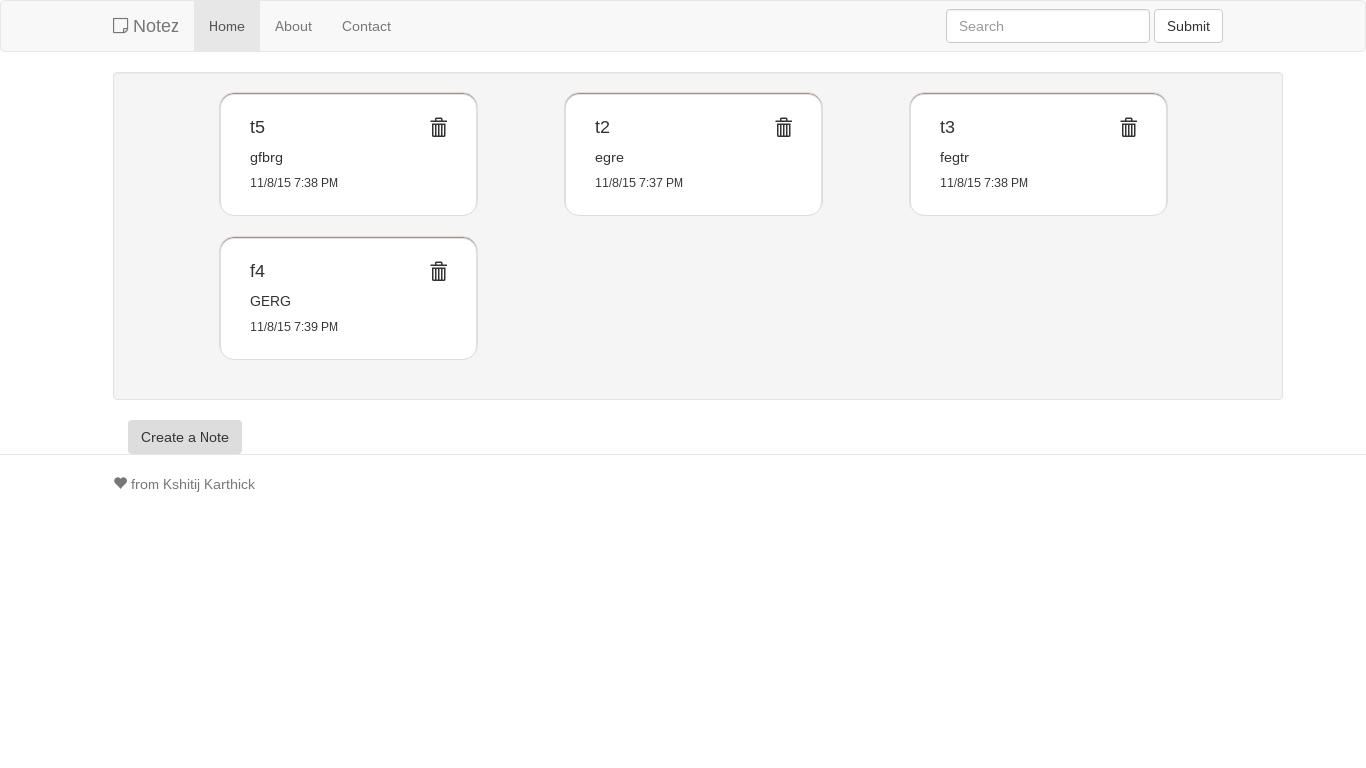 Notez Home About Contact Search Submit
t5
gfbrg
11/8/15 7:38 PM
t2
egre
11/8/15 7:37 PM
t3
fegtr
11/8/15 7:38 PM
f4
GERG
11/8/15 7:39 PM
Create a Note
from Kshitij Karthick